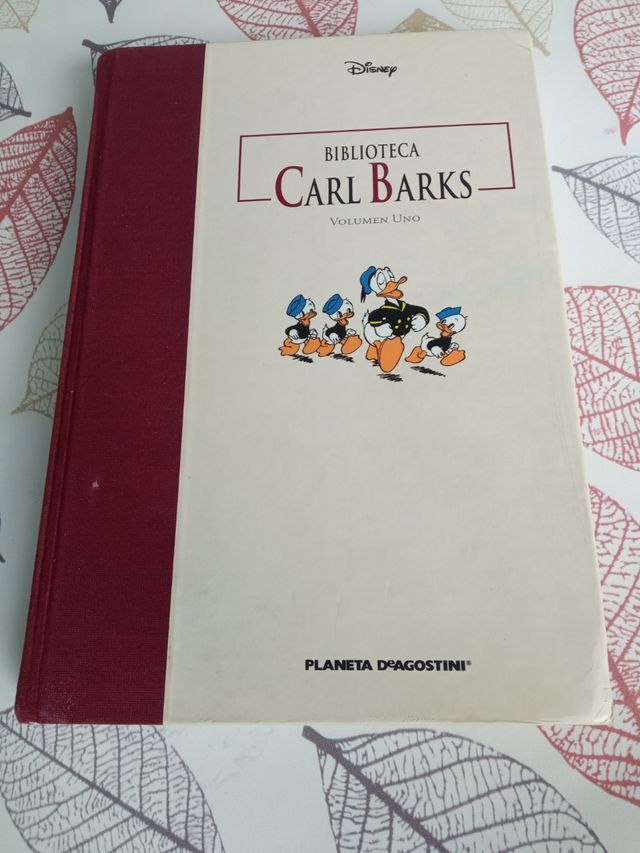 Disney
BIBLIOTECA
CARL BARKS
VOLUMEN UNO
PLANETA DeAGOSTINI®